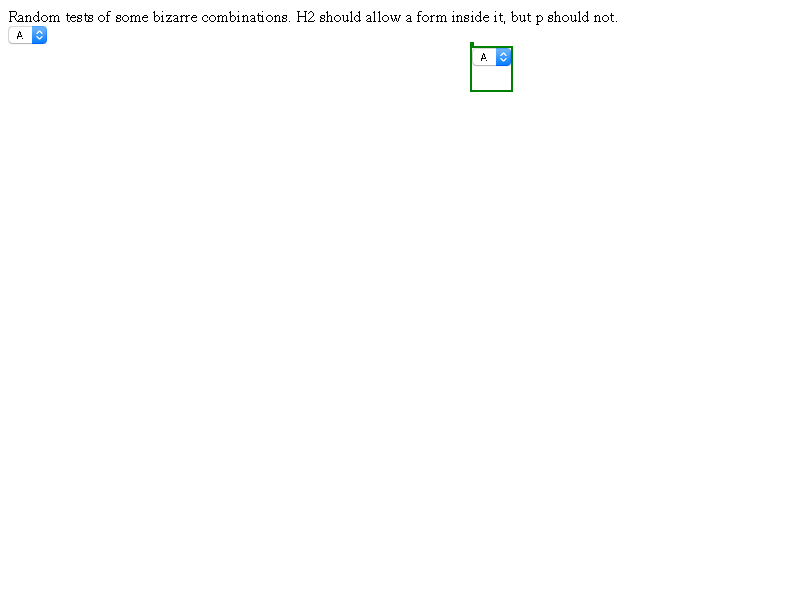 Random tests of some bizarre combinations. H2 should allow a form inside it, but p should not.
A
A